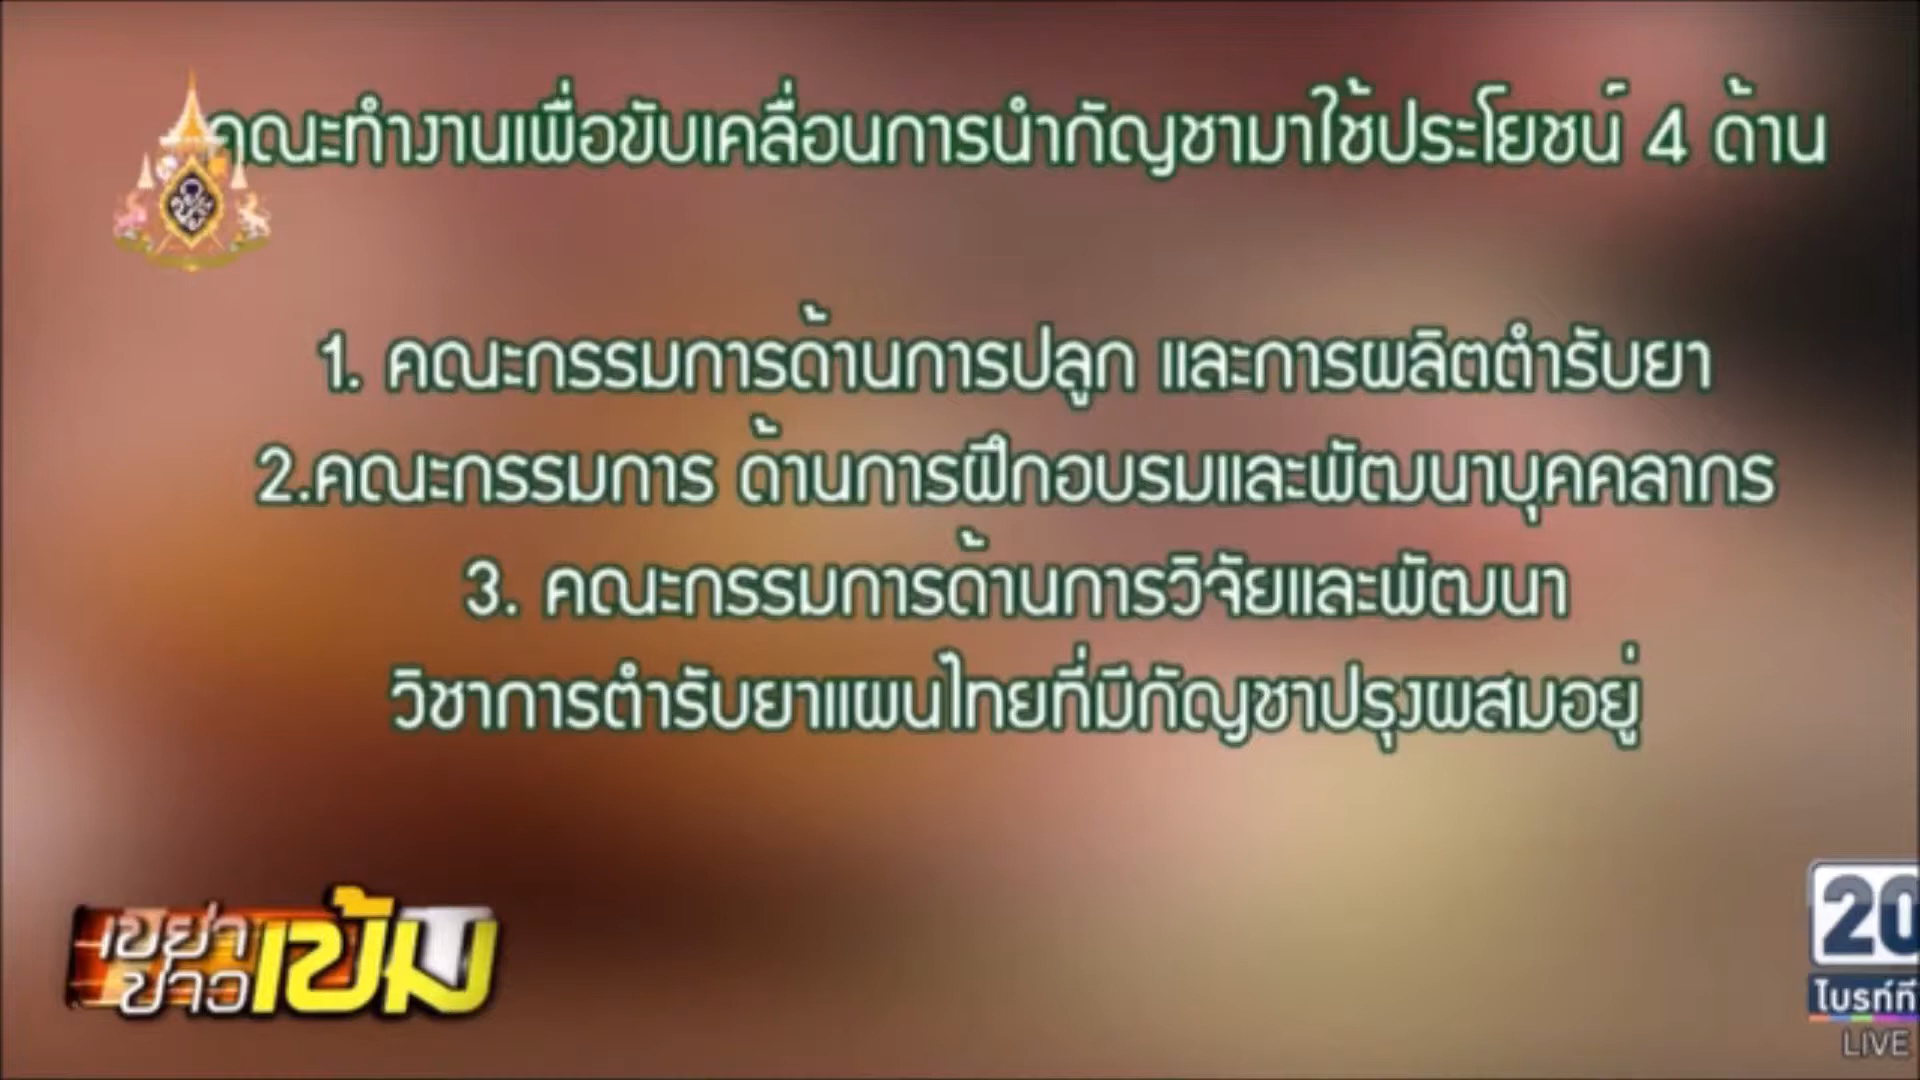 คณะทำงานเพื่อขับเคลื่อนการนำกัญชามาใช้ประโยชน์ 4 ด้าน
1. คณะกรรมการด้านการปลูก และการผลิตตำรับยา
2.คณะกรรมการ ด้านการฝึกอบรมและพัฒนาบุคคลากร
3. คณะกรรมการด้านการวิจัยและพัฒนา
วิชาการตำรับยาแผนไทยที่มีกัญชาปรุงผสมอยู่
เขย่า
ข่าว
เข้ม
20
ไบรท์ที
LIVE